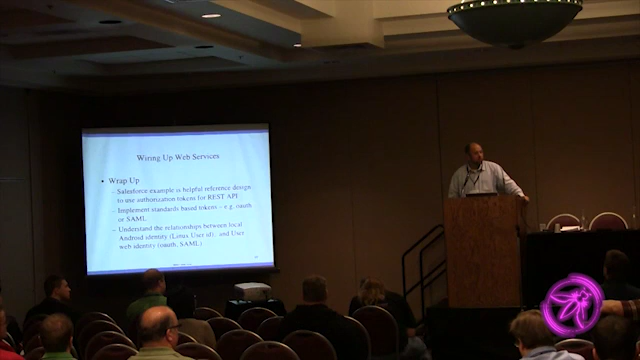 Wiring Up Web Services
• Wrap Up
– Salesforce example is helpful reference design
to use authorization tokens for REST API
– Implement standards based tokens – e.g, oauth
or SAML
– Understand the relationships between local
Android identity (Linux User id); and User
web identity (oauth, SAML)